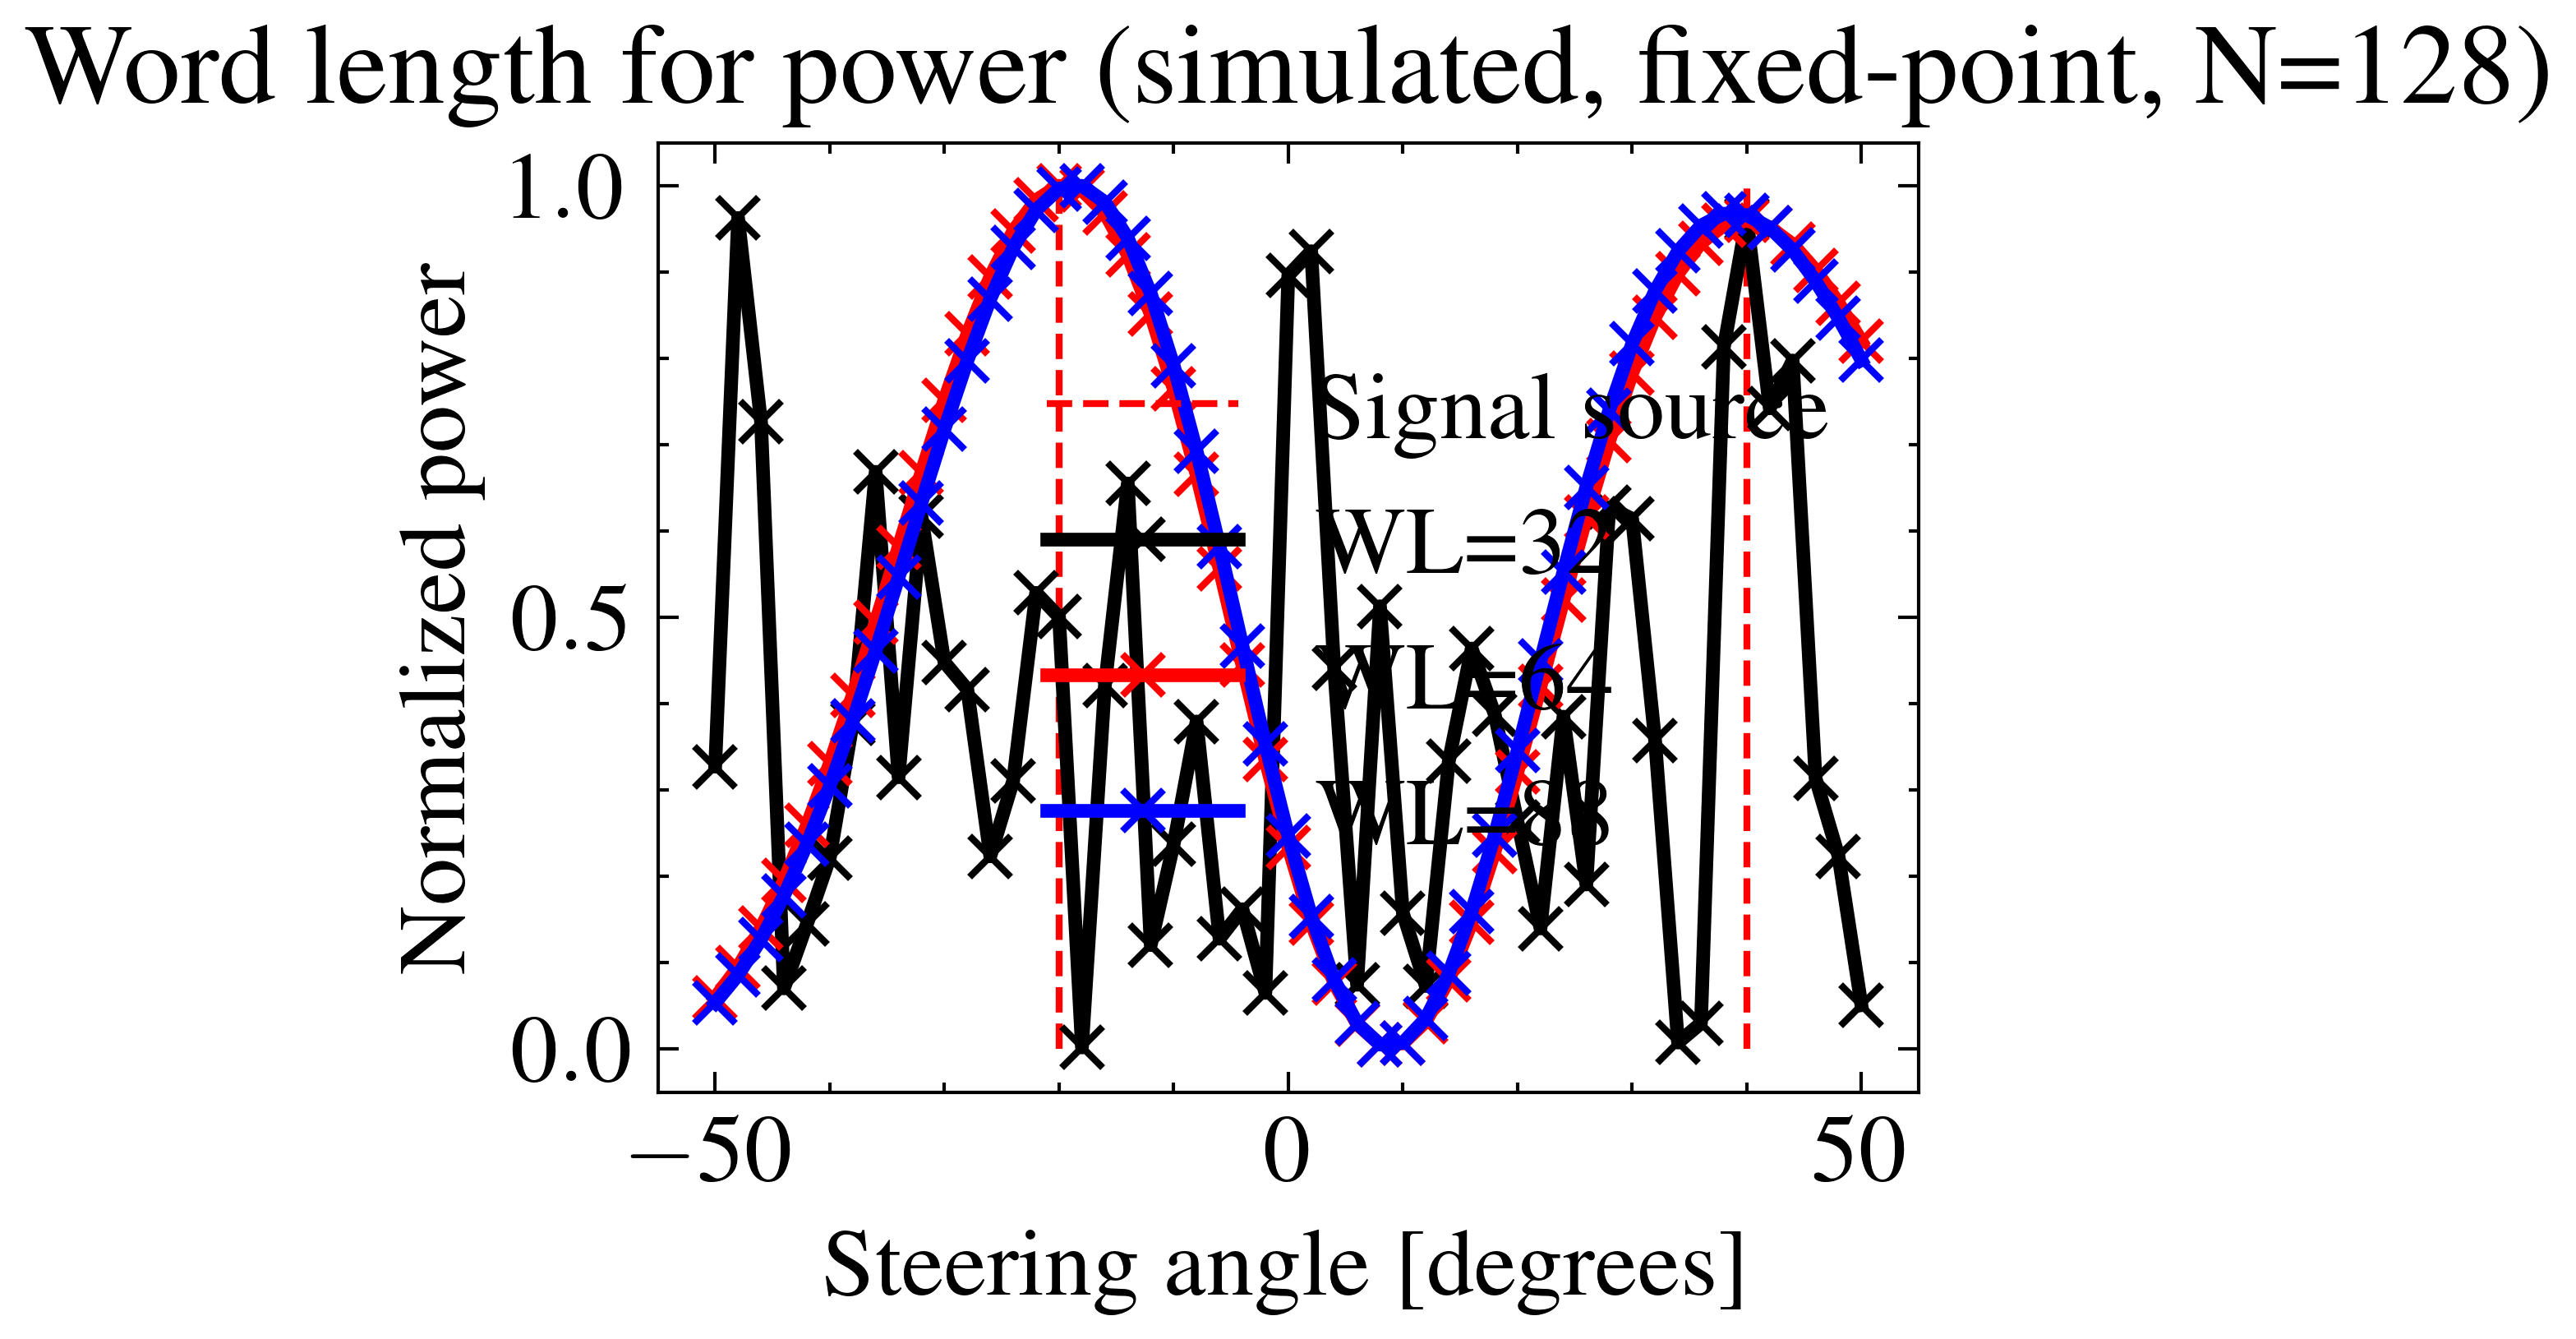 Word length for power (simulated, fixed-point, N=128)
Normalized power
1.0
0.5
0.0
Signal source
WL=32
WL=64
WL=88
−50
0
50
Steering angle [degrees]